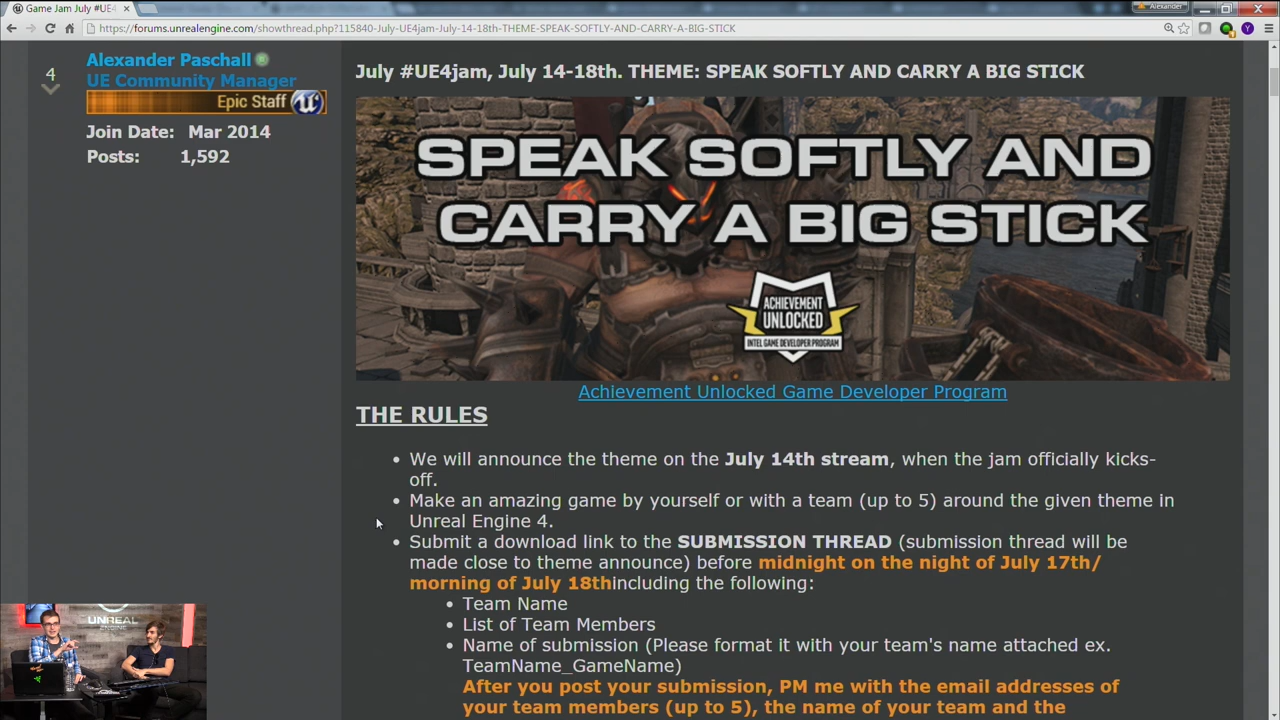 Game Jam July #UE4
Alexander
https://forums.unrealengine.com/showthread.php?115840-July-UE4jam-July-14-18th-THEME-SPEAK-SOFTLY-AND-CARRY-A-BIG-STICK
4
Alexander Paschall
UE Community Manager
Epic Staff
Join Date: Mar 2014
Posts: 1,592
July #UE4jam, July 14-18th. THEME: SPEAK SOFTLY AND CARRY A BIG STICK
SPEAK SOFTLY AND
CARRY A BIG STICK
ACHIEVEMENT
UNLOCKED
INTEL GAME DEVELOPER PROGRAM
Achievement Unlocked Game Developer Program
THE RULES
• We will announce the theme on the July 14th stream, when the jam officially kicks-
off.
• Make an amazing game by yourself or with a team (up to 5) around the given theme in
Unreal Engine 4.
• Submit a download link to the SUBMISSION THREAD (submission thread will be
made close to theme announce) before midnight on the night of July 17th/
morning of July 18thincluding the following:
• Team Name
• List of Team Members
• Name of submission (Please format it with your team's name attached ex.
TeamName_GameName)
After you post your submission, PM me with the email addresses of
your team members (up to 5), the name of your team and the
UNREAL
ENGINE